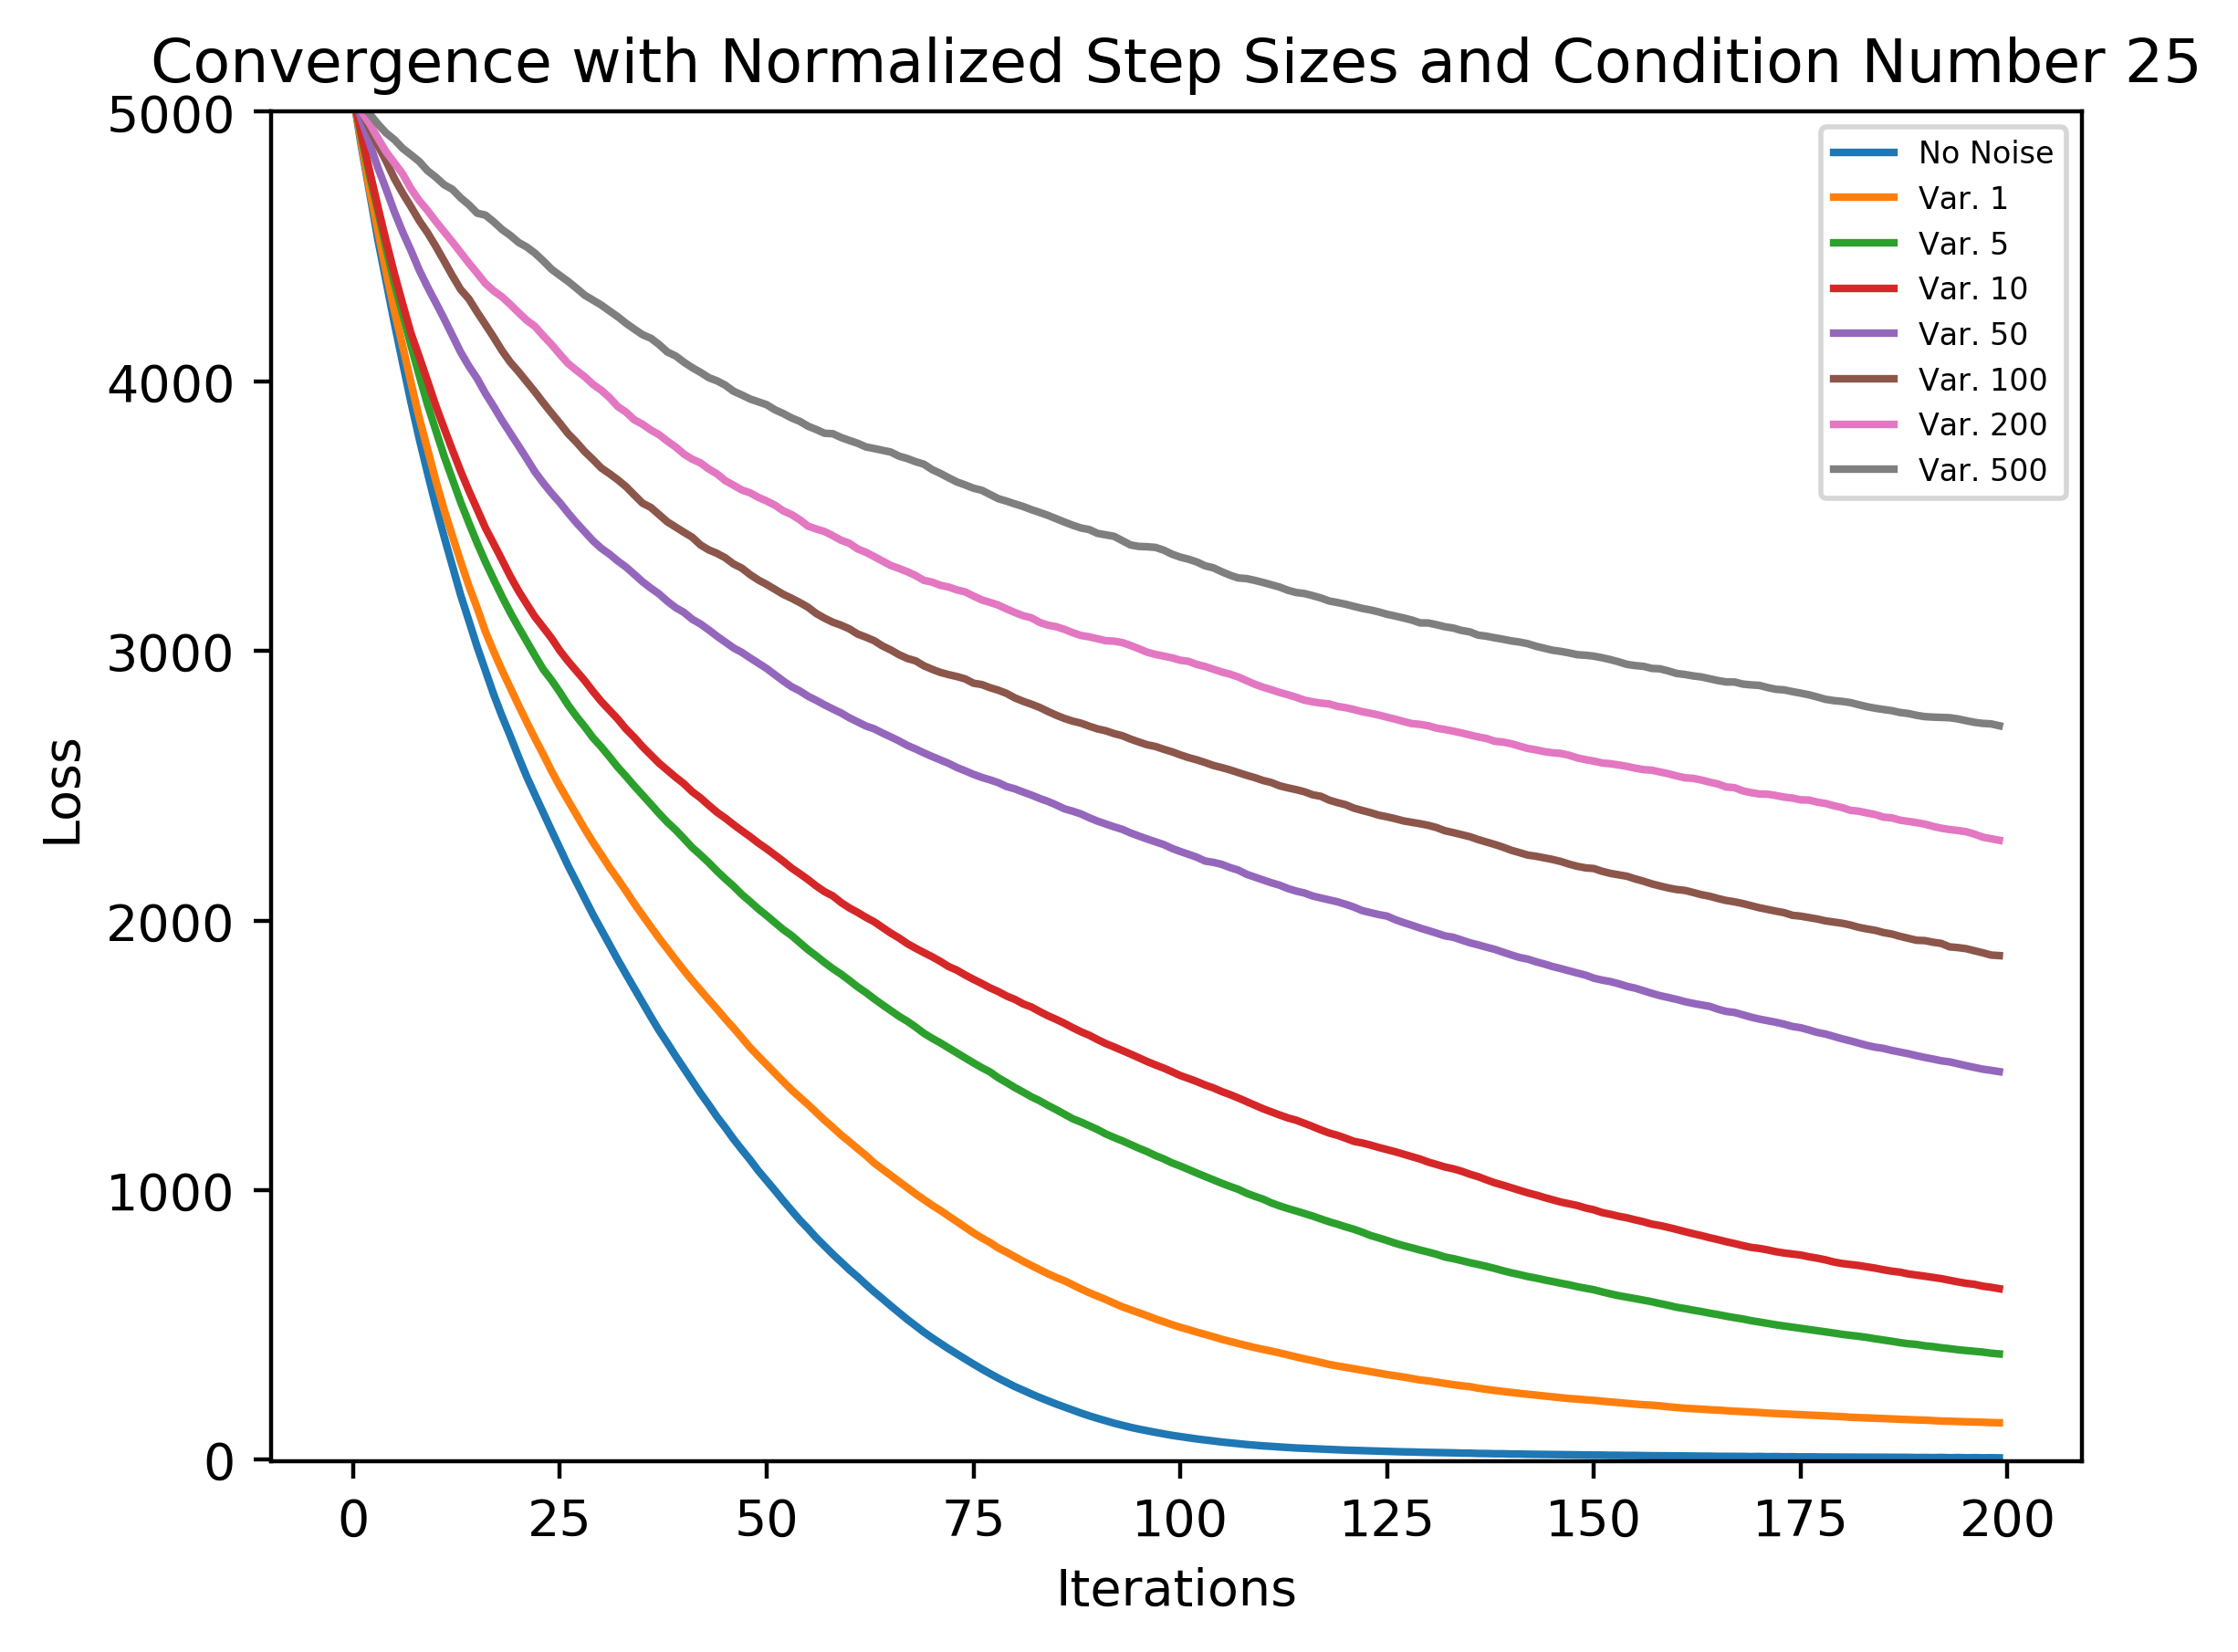 Convergence with Normalized Step Sizes and Condition Number 25
5000
4000
3000
2000
1000
0
Loss
No Noise
Var. 1
Var. 5
Var. 10
Var. 50
Var. 100
Var. 200
Var. 500
0 25 50 75 100 125 150 175 200
Iterations